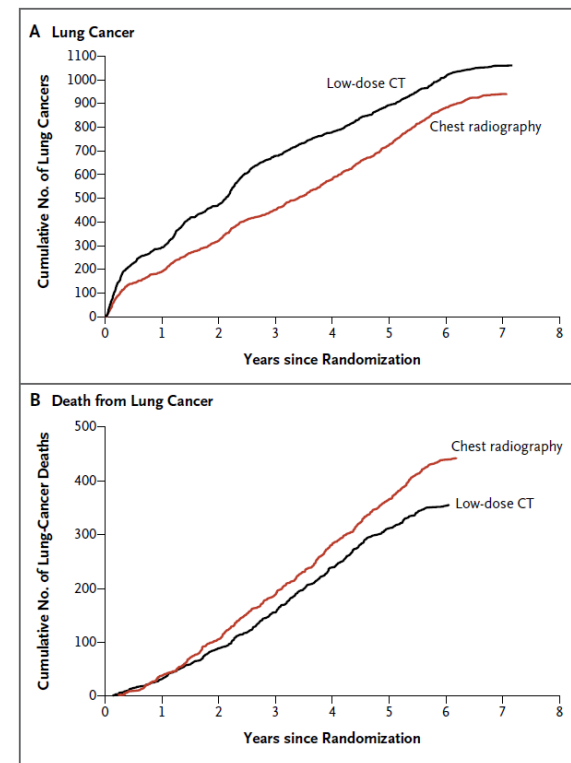 A Lung Cancer
Cumulative No. of Lung Cancers
1100
1000
900
800
700
600
500
400
300
200
100
0
Low-dose CT
Chest radiography
0 1 2 3 4 5 6 7 8
Years since Randomization
B Death from Lung Cancer
Cumulative No. of Lung-Cancer Deaths
500
400
300
200
100
0
Chest radiography
Low-dose CT
0 1 2 3 4 5 6 7 8
Years since Randomization